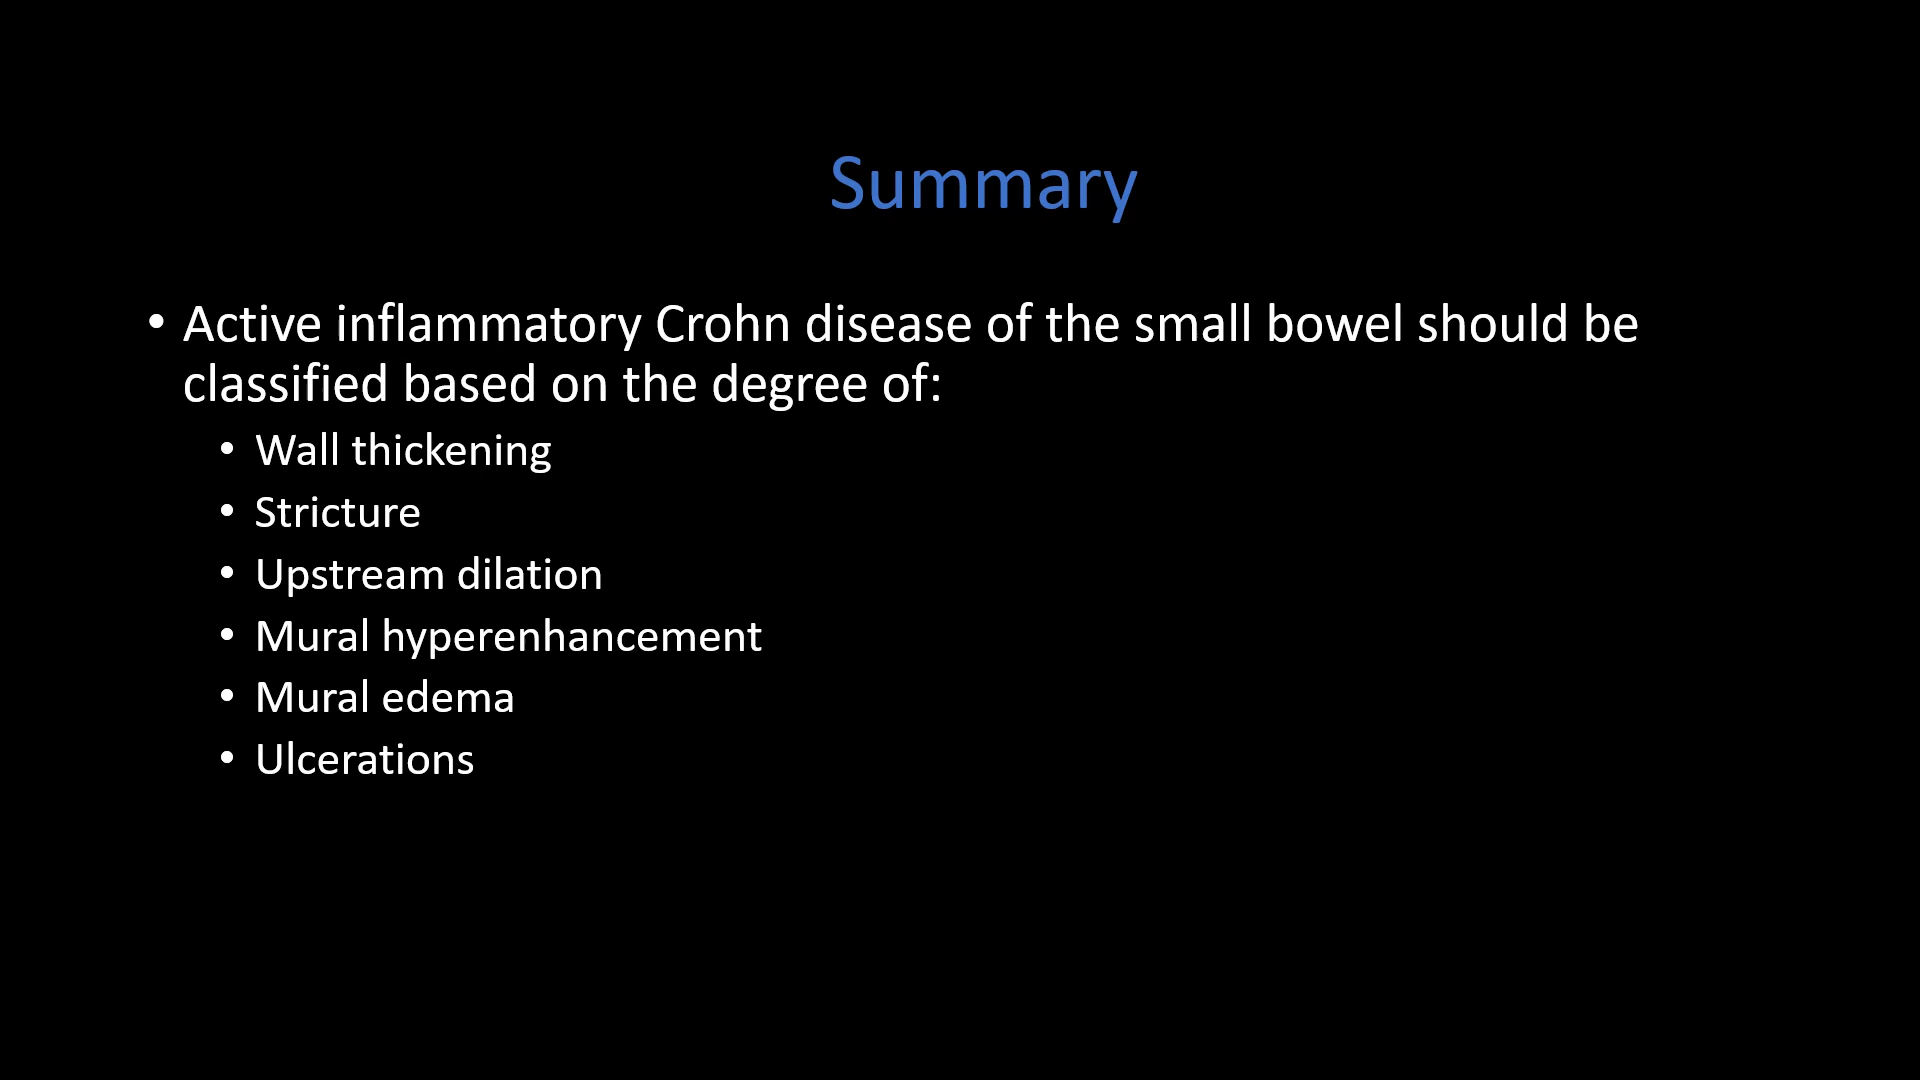 Summary
• Active inflammatory Crohn disease of the small bowel should be
classified based on the degree of:
• Wall thickening
• Stricture
• Upstream dilation
• Mural hyperenhancement
• Mural edema
• Ulcerations